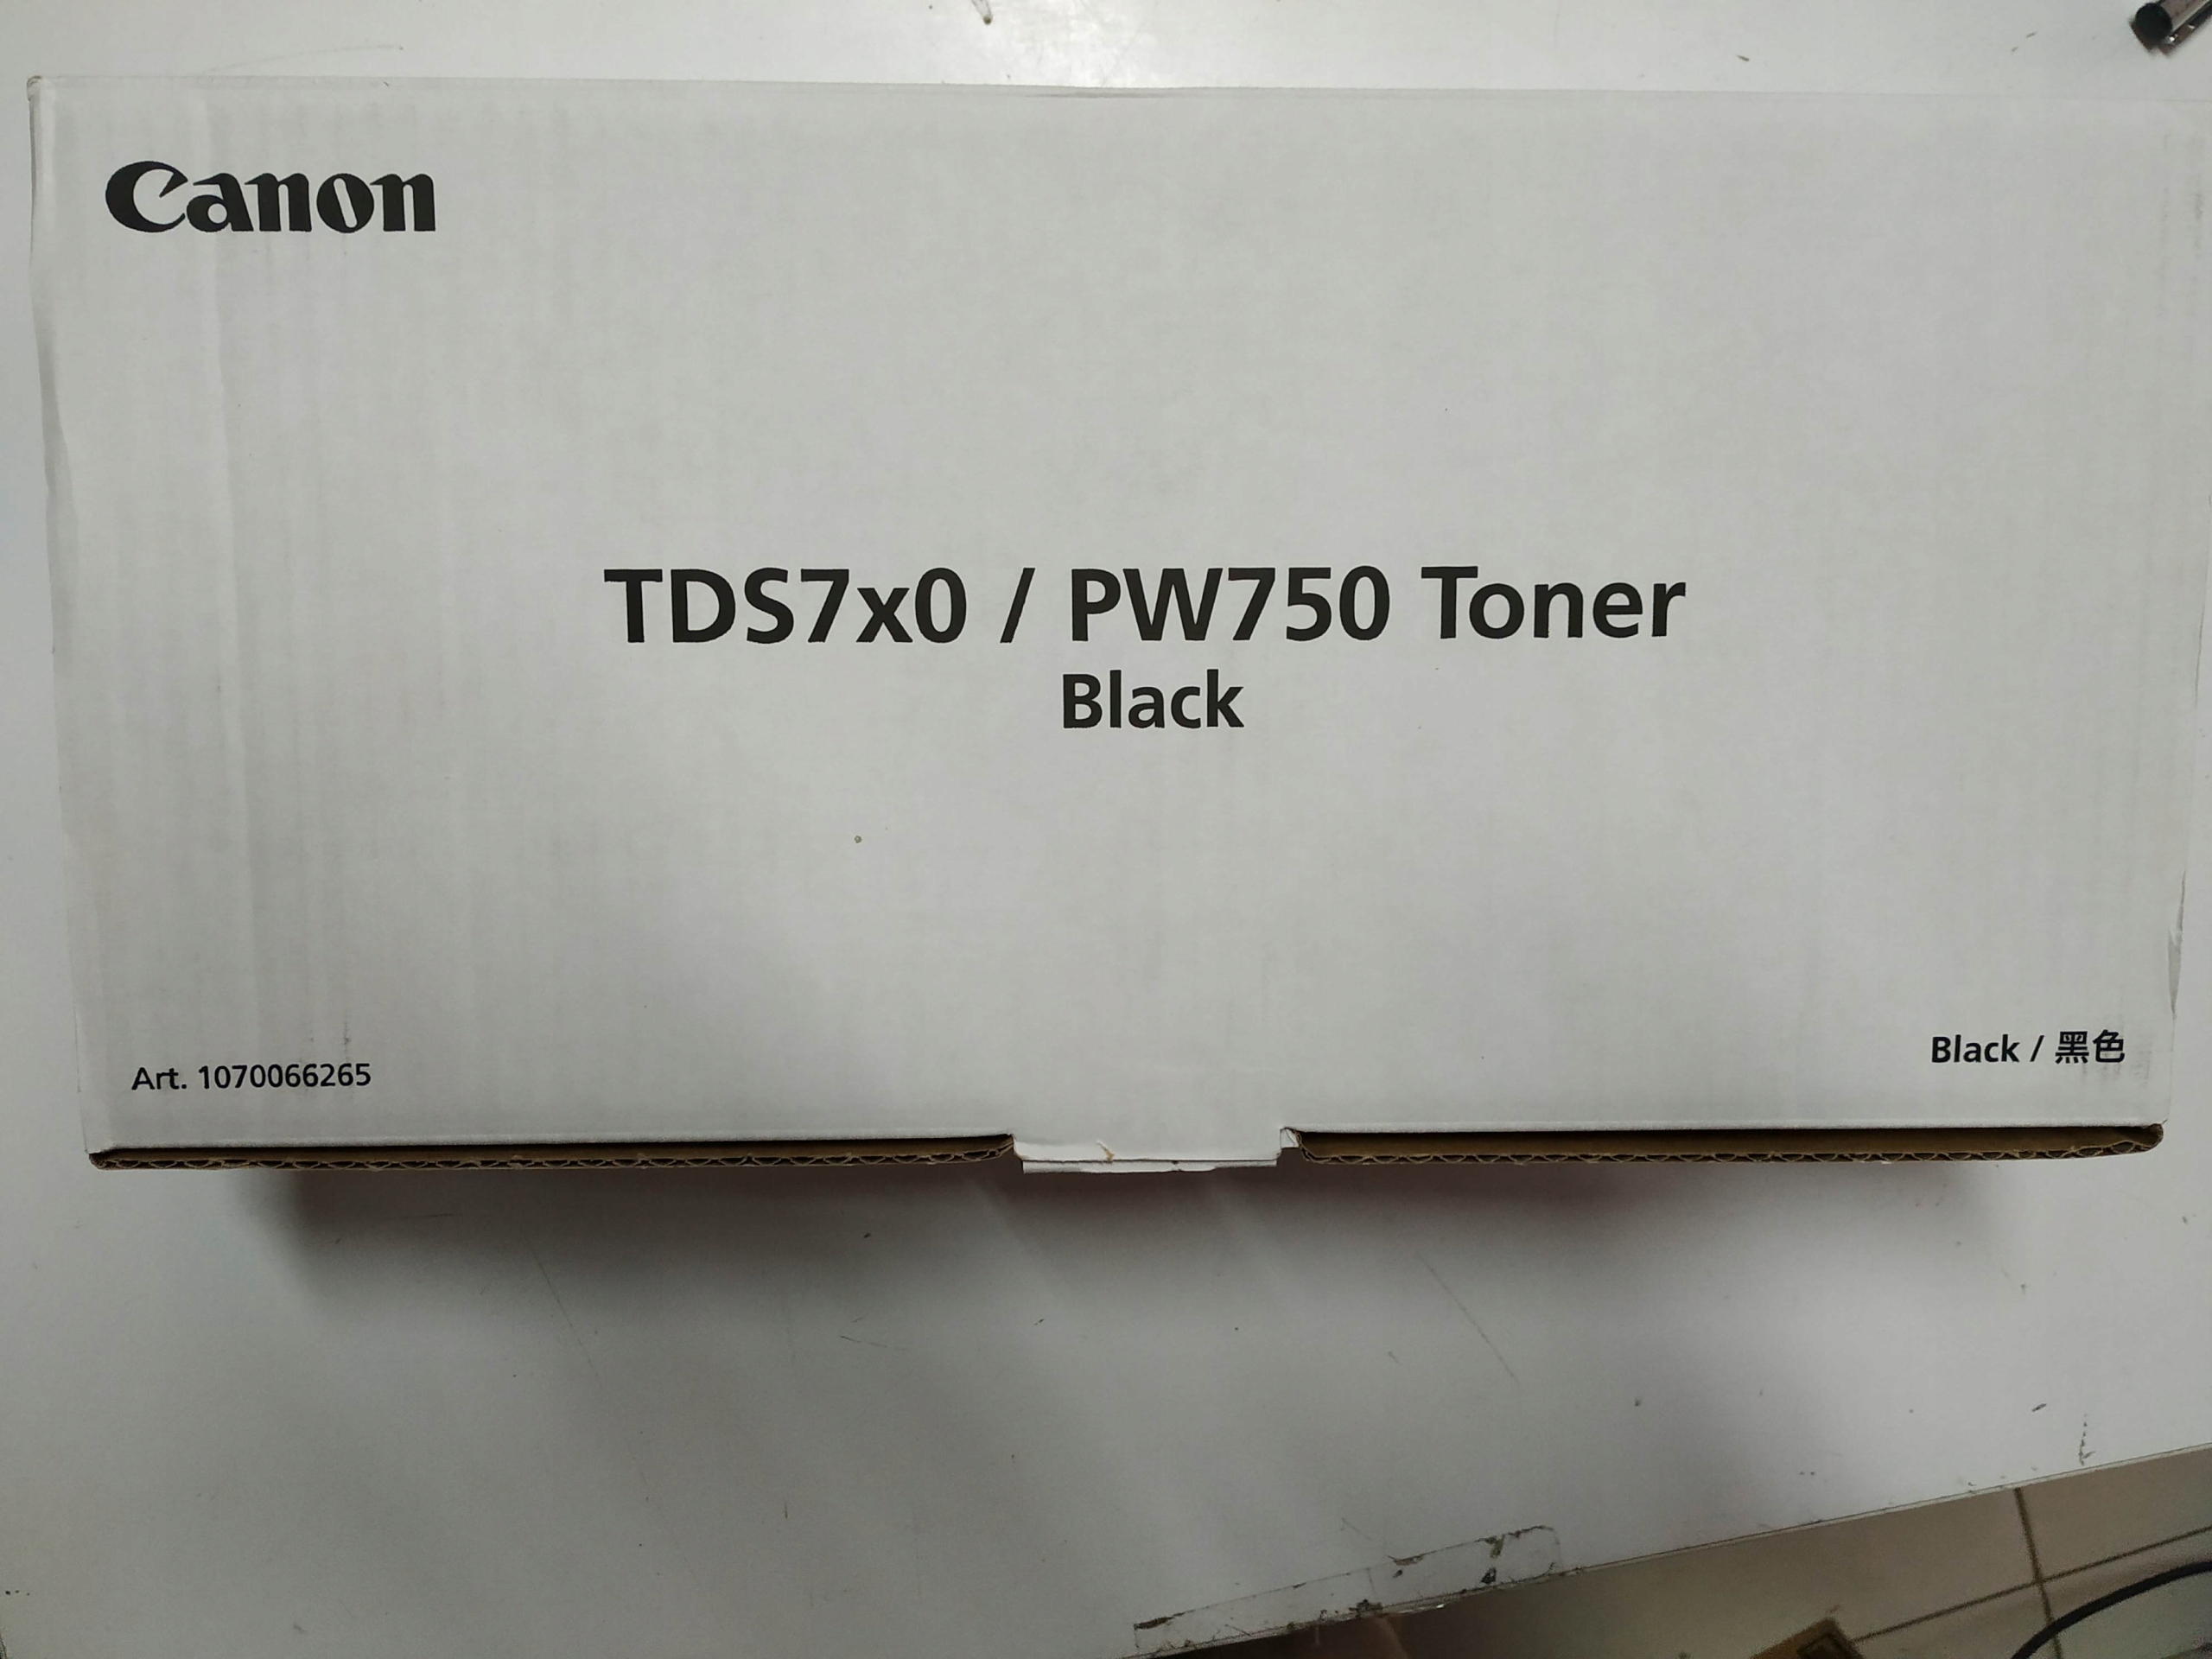 Canon
TDS7x0 / PW750 Toner
Black
Art. 1070066265
Black / 黑色